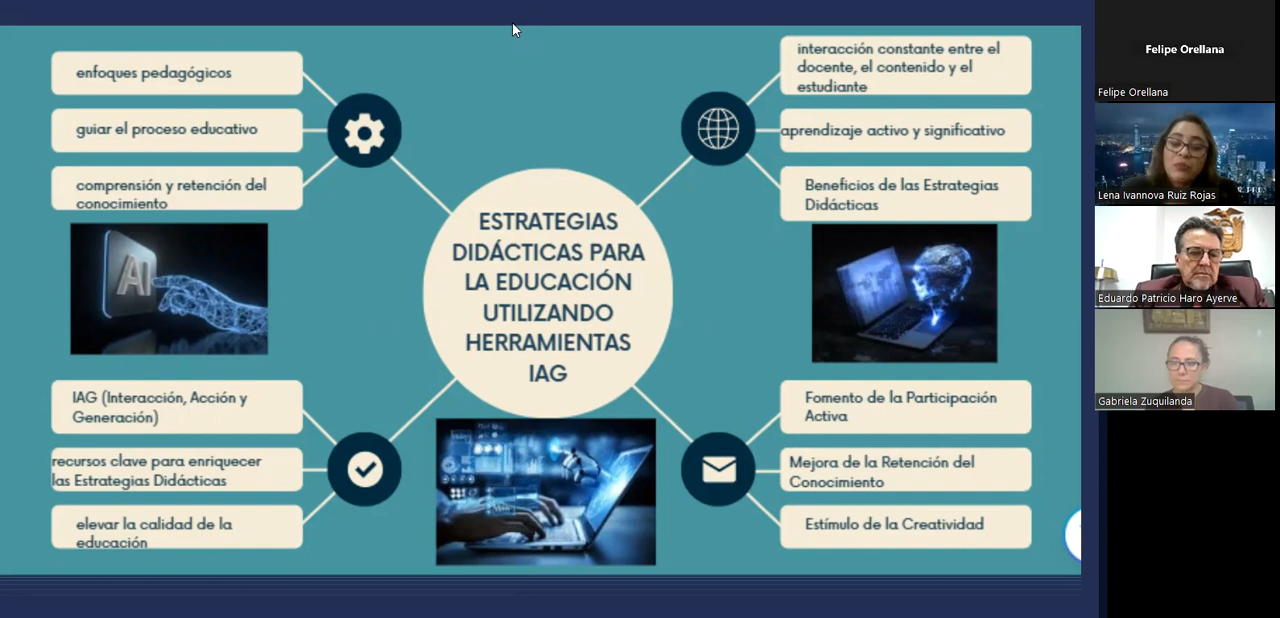 enfoques pedagógicos
guiar el proceso educativo
comprensión y retención del
conocimiento
AI
interacción constante entre el
docente, el contenido y el
estudiante
aprendizaje activo y significativo
Beneficios de las Estrategias
Didácticas
ESTRATEGIAS
DIDÁCTICAS PARA
LA EDUCACIÓN
UTILIZANDO
HERRAMIENTAS
IAG
IAG (Interacción, Acción y
Generación)
recursos clave para enriquecer
las Estrategias Didácticas
elevar la calidad de la
educación
Fomento de la Participación
Activa
Mejora de la Retención del
Conocimiento
Estímulo de la Creatividad
Felipe Orellana
Felipe Orellana
Lena Ivannova Ruiz Rojas
Eduardo Patricio Haro Ayerve
Gabriela Zuquilanda